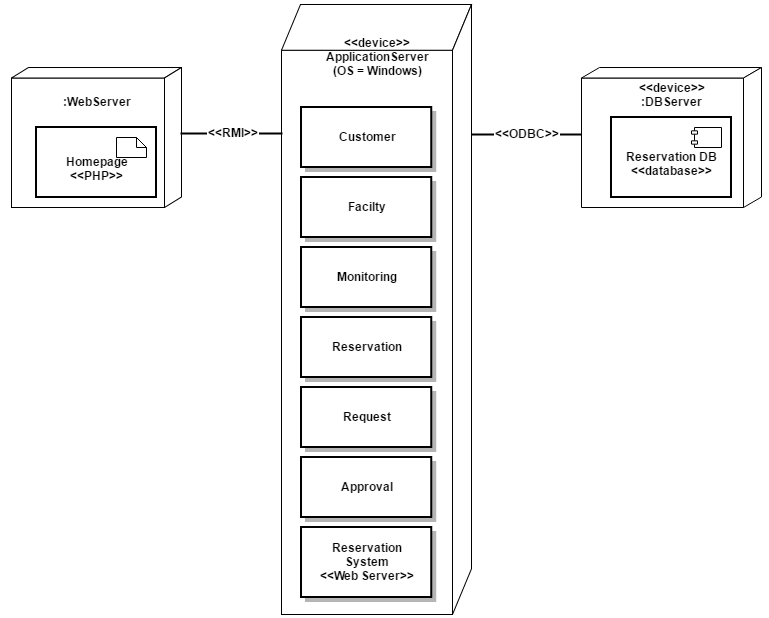 :WebServer
Homepage
<<PHP>>
<<RMI>>
<<device>>
ApplicationServer
(OS = Windows)
Customer
Facilty
Monitoring
Reservation
Request
Approval
Reservation
System
<<Web Server>>
<<ODBC>>
<<device>>
:DBServer
Reservation DB
<<database>>